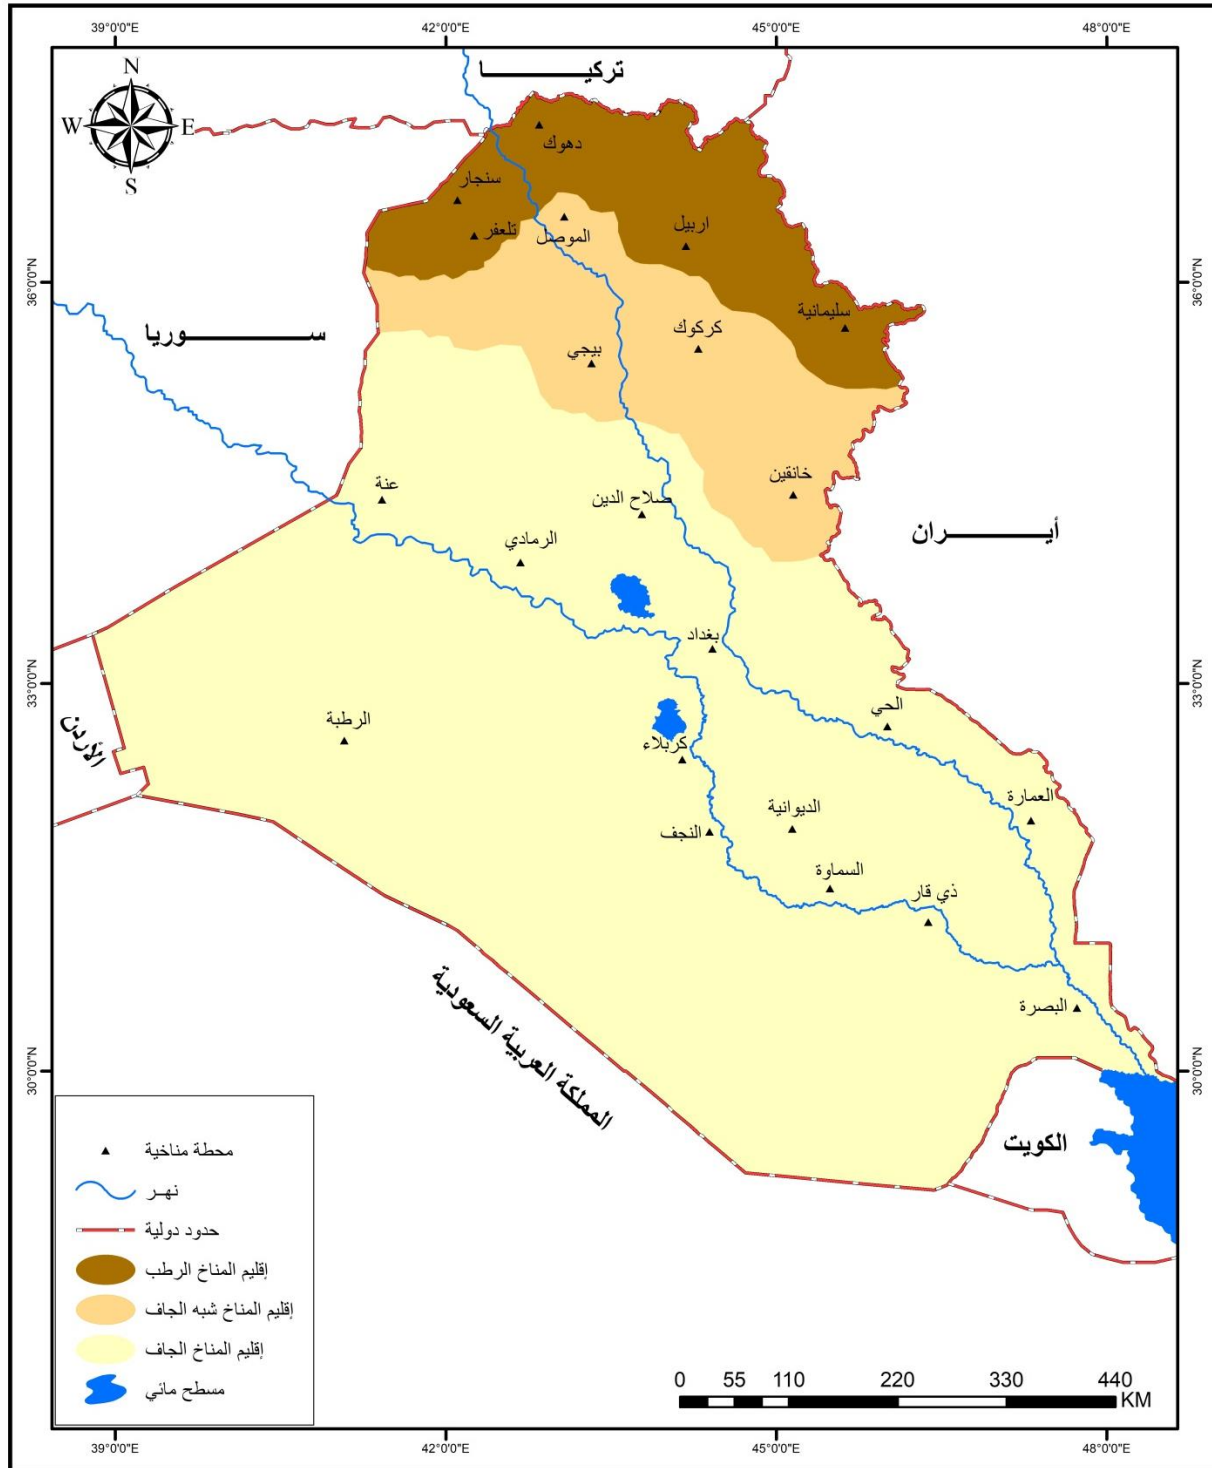 39°0'0"E
42°0'0"E
45°0'0"E
48°0'0"E
N
W
E
S
تركيـــــــــا
دهوك
سنجار
تلعفر
الموصل
اربيل
36°0'0"N
36°0'0"N
سليمانية
ســـــــــوريا
كركوك
بيجي
خانقين
عنة
صلاح الدين
الرمادي
أيـــــــران
بغداد
33°0'0"N
33°0'0"N
الحي
الرطبة
الأردن
كربلاء
العمارة
الديوانية
النجف
السماوة
ذي قار
المملكة العربية السعودية
البصرة
30°0'0"N
30°0'0"N
الكويت
محطة مناخية
نهـر
حدود دولية
إقليم المناخ الرطب
إقليم المناخ شبه الجاف
إقليم المناخ الجاف
مسطح مائي
0 55 110 220 330 440
KM
39°0'0"E
42°0'0"E
45°0'0"E
48°0'0"E